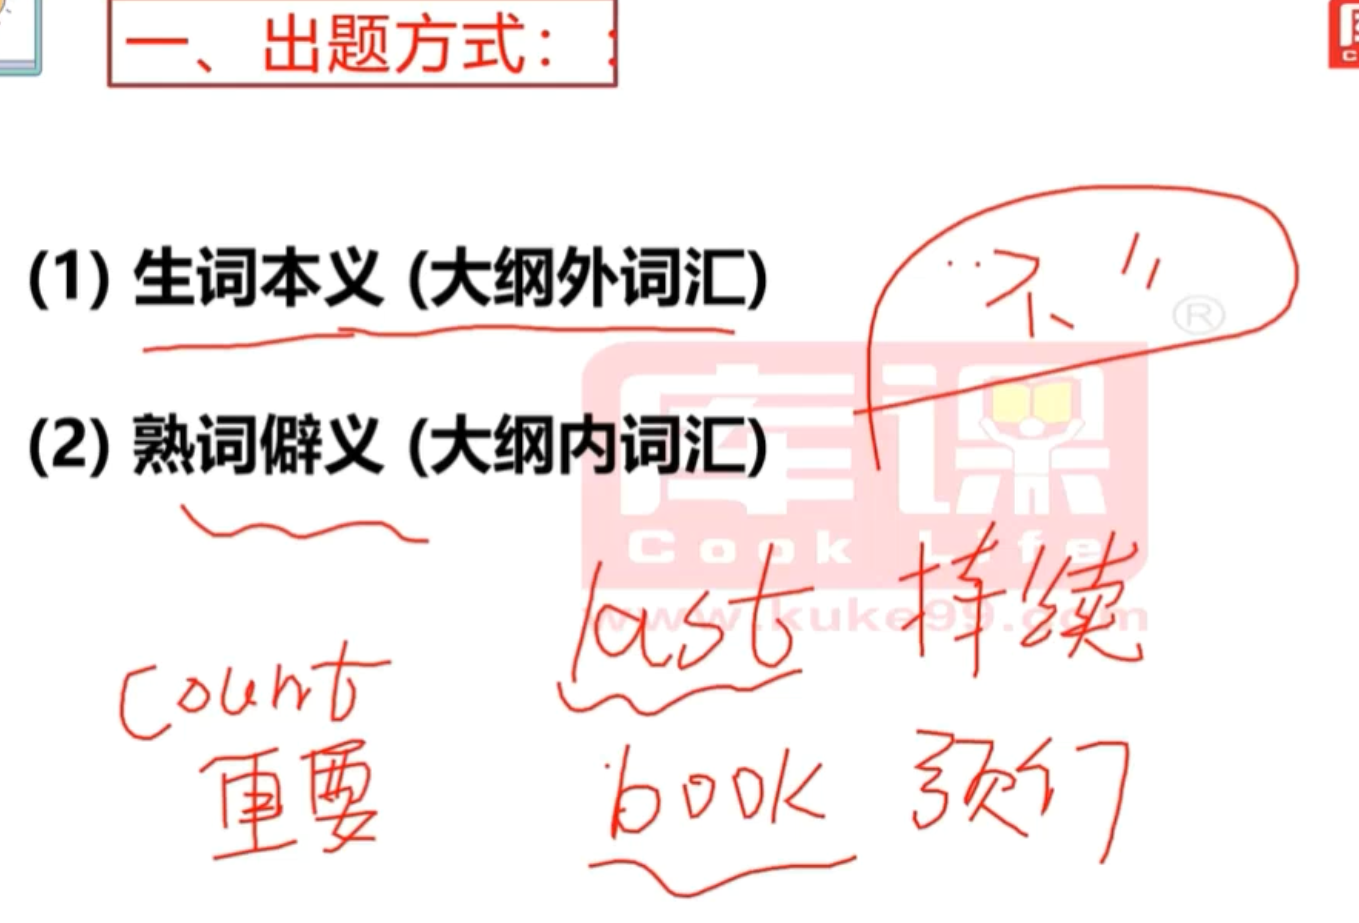 一、出题方式：
(1) 生词本义 (大纲外词汇)
不
(2) 熟词僻义 (大纲内词汇)
®
库课
Cook Life
www.kuke99.com
last 持续
count
重要
book 预订